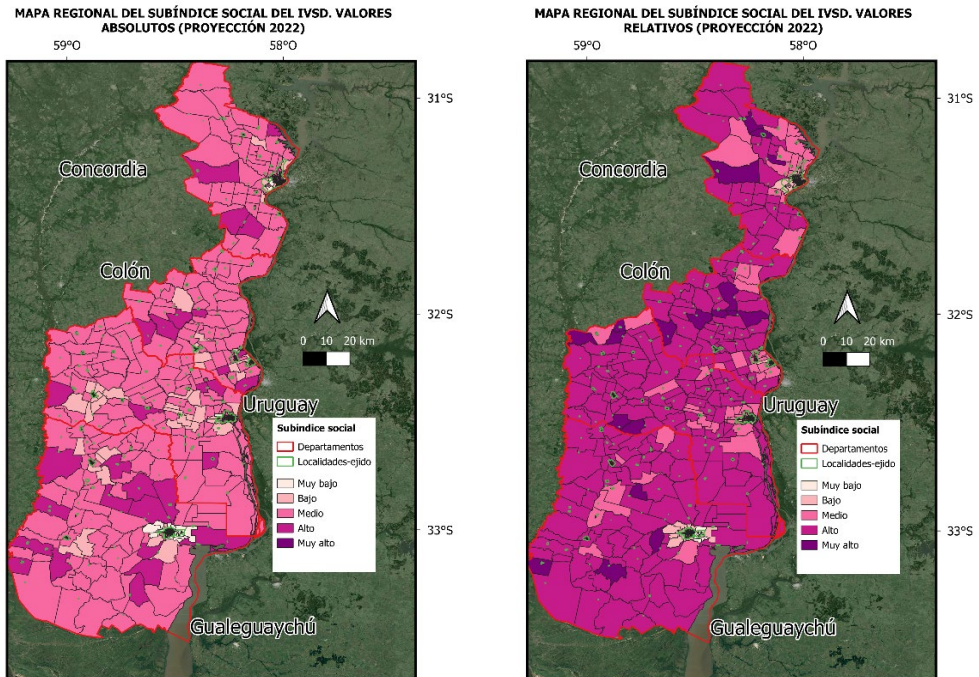 MAPA REGIONAL DEL SUBÍNDICE SOCIAL DEL IVSD. VALORES
ABSOLUTOS (PROYECCIÓN 2022)
59°O
58°O
31°S
Concordia
Colón
32°S
0 10 20 km
Uruguay
Subíndice social
Departamentos
Localidades-ejido
Muy bajo
Bajo
Medio
Alto
Muy alto
33°S
Gualeguaychú
MAPA REGIONAL DEL SUBÍNDICE SOCIAL DEL IVSD. VALORES
RELATIVOS (PROYECCIÓN 2022)
59°O
58°O
31°S
Concordia
Colón
32°S
0 10 20 km
Uruguay
Subíndice social
Departamentos
Localidades-ejido
Muy bajo
Bajo
Medio
Alto
Muy alto
33°S
Gualeguaychú